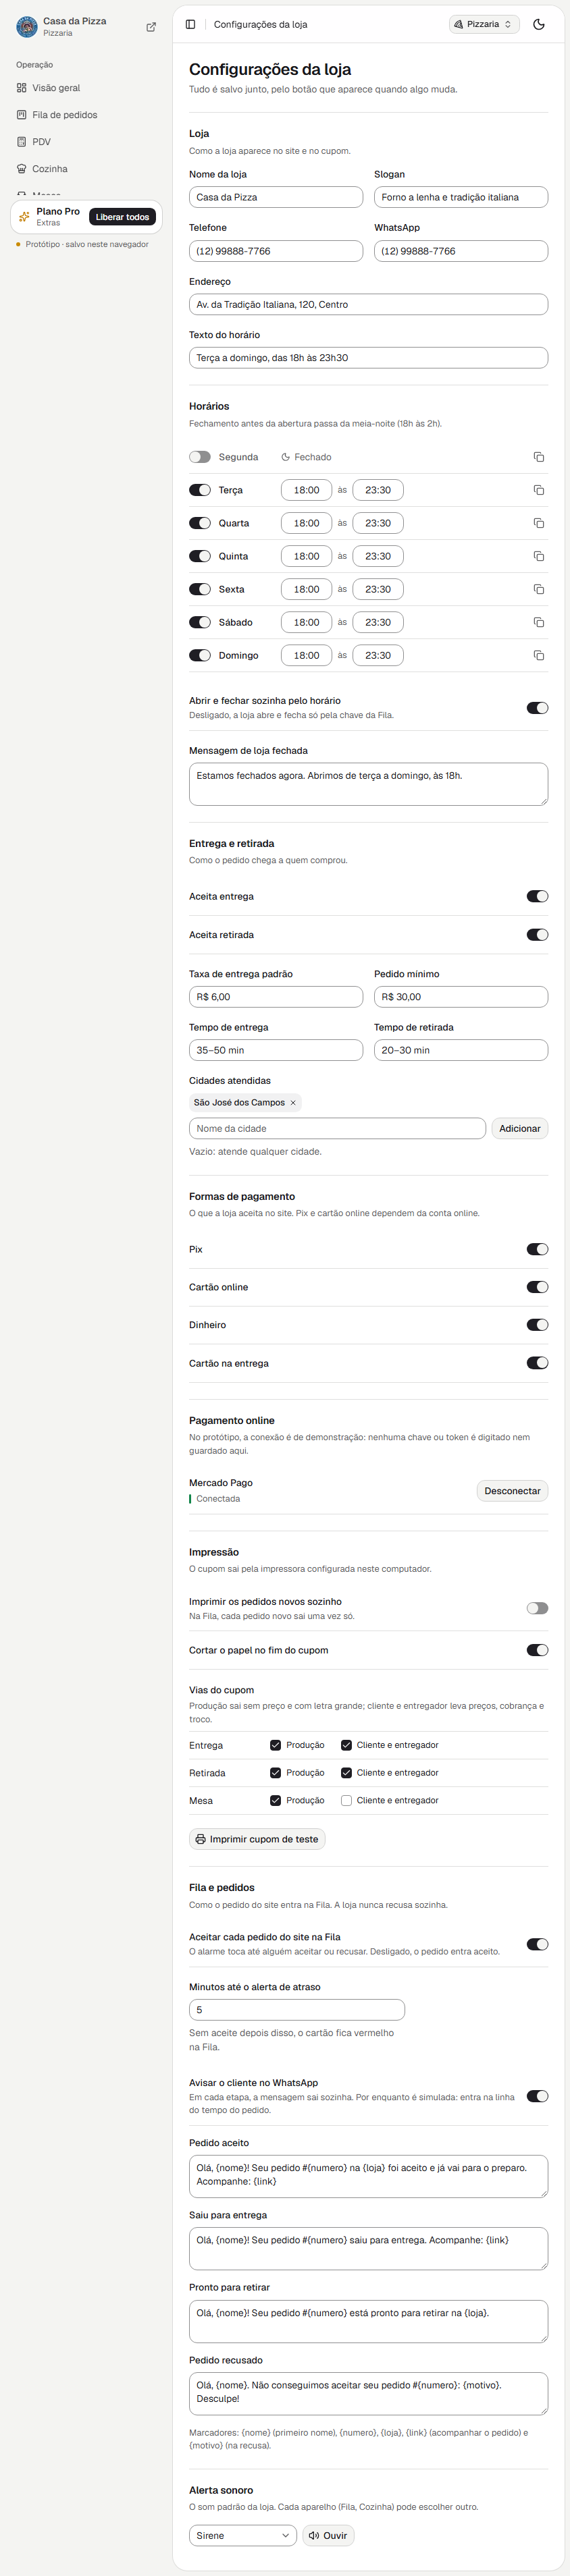 Casa da Pizza
Pizzaria
Operação
Visão geral
Fila de pedidos
PDV
Cozinha
Plano Pro
Extras
Liberar todos
Protótipo · salvo neste navegador
Configurações da loja
Pizzaria
Configurações da loja
Tudo é salvo junto, pelo botão que aparece quando algo muda.
Loja
Como a loja aparece no site e no cupom.
Nome da loja
Slogan
Casa da Pizza
Forno a lenha e tradição italiana
Telefone
WhatsApp
(12) 99888-7766
(12) 99888-7766
Endereço
Av. da Tradição Italiana, 120, Centro
Texto do horário
Terça a domingo, das 18h às 23h30
Horários
Fechamento antes da abertura passa da meia-noite (18h às 2h).
Segunda Fechado
Terça 18:00 às 23:30
Quarta 18:00 às 23:30
Quinta 18:00 às 23:30
Sexta 18:00 às 23:30
Sábado 18:00 às 23:30
Domingo 18:00 às 23:30
Abrir e fechar sozinha pelo horário
Desligado, a loja abre e fecha só pela chave da Fila.
Mensagem de loja fechada
Estamos fechados agora. Abrimos de terça a domingo, às 18h.
Entrega e retirada
Como o pedido chega a quem comprou.
Aceita entrega
Aceita retirada
Taxa de entrega padrão
Pedido mínimo
R$ 6,00
R$ 30,00
Tempo de entrega
Tempo de retirada
35–50 min
20–30 min
Cidades atendidas
São José dos Campos ×
Nome da cidade
Adicionar
Vazio: atende qualquer cidade.
Formas de pagamento
O que a loja aceita no site. Pix e cartão online dependem da conta online.
Pix
Cartão online
Dinheiro
Cartão na entrega
Pagamento online
No protótipo, a conexão é de demonstração: nenhuma chave ou token é digitado nem
guardado aqui.
Mercado Pago
Conectada
Desconectar
Impressão
O cupom sai pela impressora configurada neste computador.
Imprimir os pedidos novos sozinho
Na Fila, cada pedido novo sai uma vez só.
Cortar o papel no fim do cupom
Vias do cupom
Produção sai sem preço e com letra grande; cliente e entregador leva preços, cobrança e
troco.
Entrega Produção Cliente e entregador
Retirada Produção Cliente e entregador
Mesa Produção Cliente e entregador
Imprimir cupom de teste
Fila e pedidos
Como o pedido do site entra na Fila. A loja nunca recusa sozinha.
Aceitar cada pedido do site na Fila
O alarme toca até alguém aceitar ou recusar. Desligado, o pedido entra aceito.
Minutos até o alerta de atraso
5
Sem aceite depois disso, o cartão fica vermelho
na Fila.
Avisar o cliente no WhatsApp
Em cada etapa, a mensagem sai sozinha. Por enquanto é simulada: entra na linha
do tempo do pedido.
Pedido aceito
Olá, {nome}! Seu pedido #{numero} na {loja} foi aceito e já vai para o preparo.
Acompanhe: {link}
Saiu para entrega
Olá, {nome}! Seu pedido #{numero} saiu para entrega. Acompanhe: {link}
Pronto para retirar
Olá, {nome}! Seu pedido #{numero} está pronto para retirar na {loja}.
Pedido recusado
Olá, {nome}. Não conseguimos aceitar seu pedido #{numero}: {motivo}.
Desculpe!
Marcadores: {nome} (primeiro nome), {numero}, {loja}, {link} (acompanhar o pedido) e
{motivo} (na recusa).
Alerta sonoro
O som padrão da loja. Cada aparelho (Fila, Cozinha) pode escolher outro.
Sirene
Ouvir